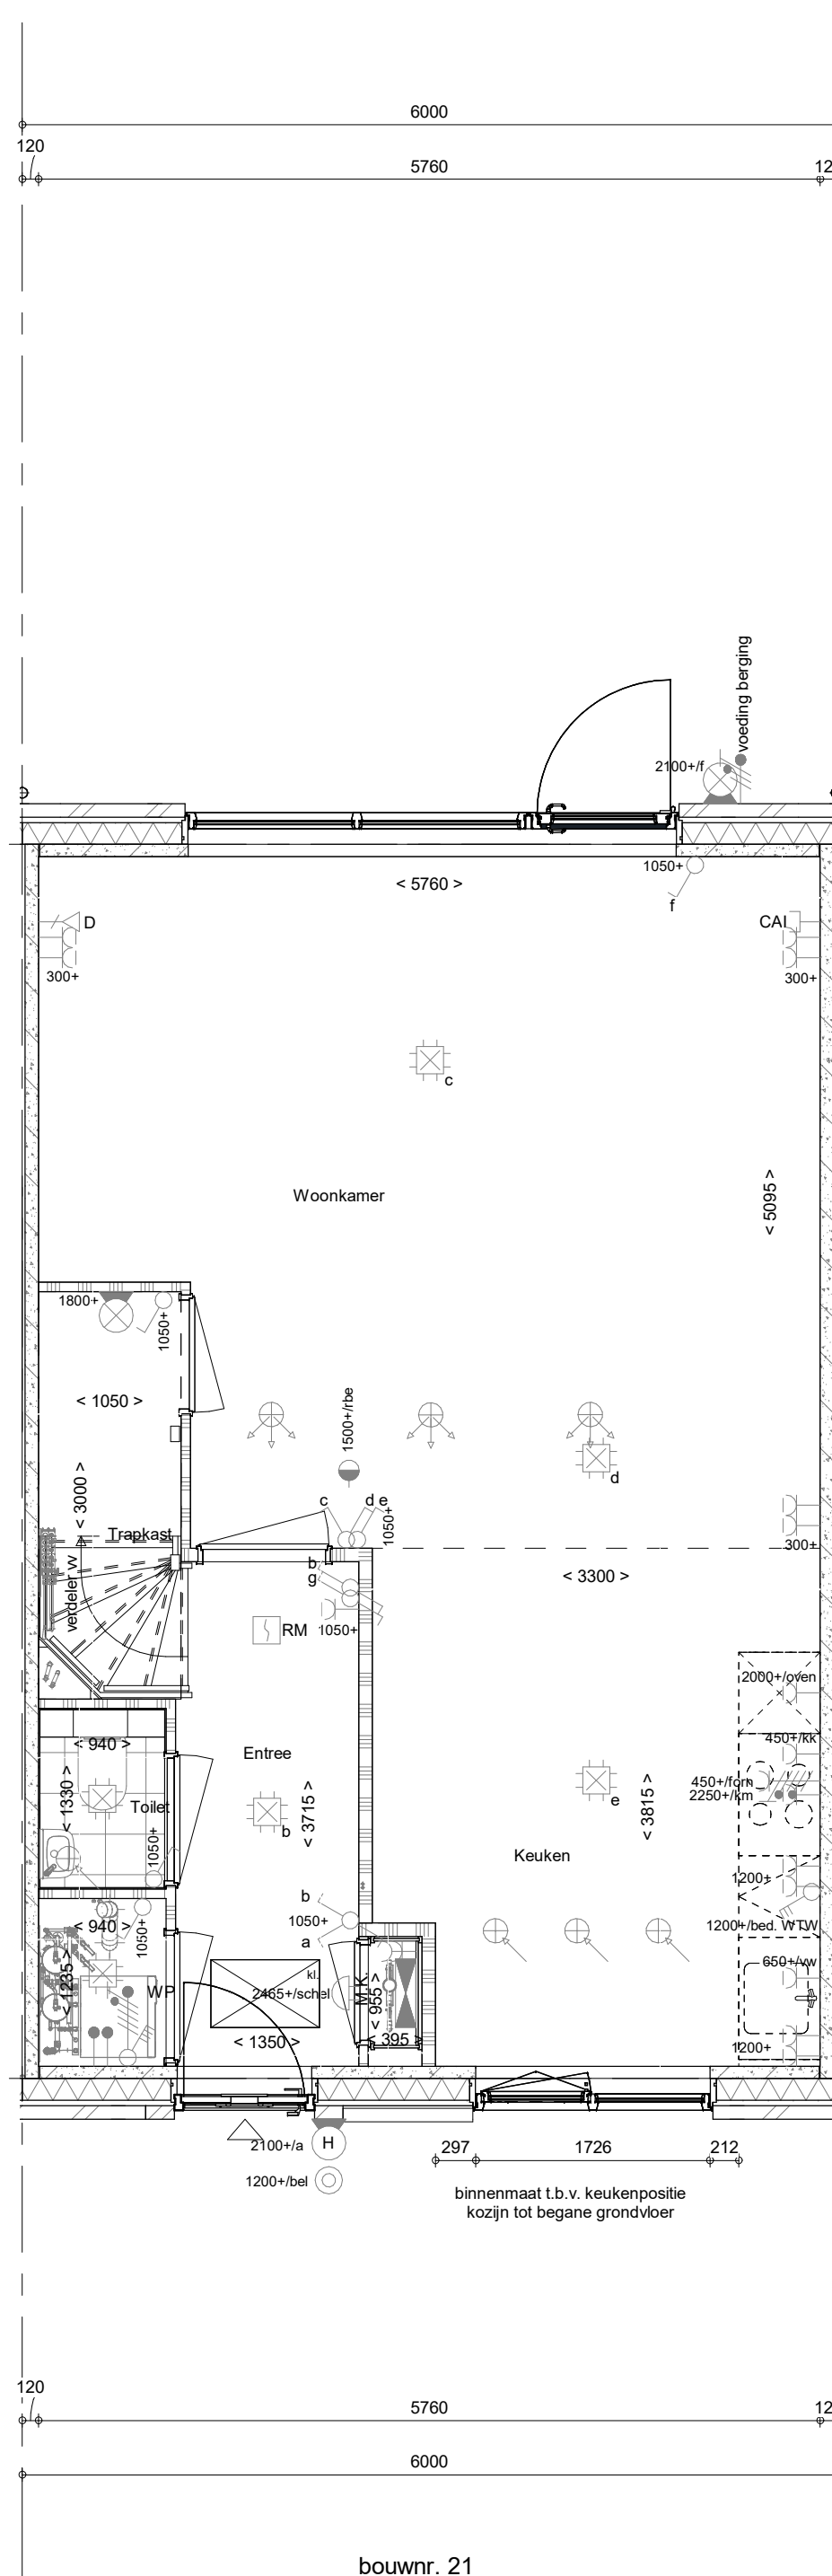 6000
120
5760
12
voeding berging
2100+/f
1050+
f
< 5760 >
D
CAI
300+
300+
c
Woonkamer
< 5095 >
1800+
1050+
< 1050 >
1500+/rbe
d
< 3000 >
c
d e
1050+
Trapkast
300+
verdeler vv
b
g
< 3300 >
RM
1050+
2000+/oven
450+/kk
< 940 >
Entree
450+/forn
2250+/km
< 1330 >
Toilet
e
b
< 3715 >
< 3815 >
1050+
Keuken
1200+
b
1050+
a
1200+/bed. WTW
< 940 >
1050+
650+/vw
< 1235 >
WP
kl.
2465+/schel
M.K.
< 955 >
< 1350 >
< 395 >
1200+
2100+/a
H
297
1726
212
1200+/bel
binnenmaat t.b.v. keukenpositie
kozijn tot begane grondvloer
120
5760
12
6000
bouwnr. 21